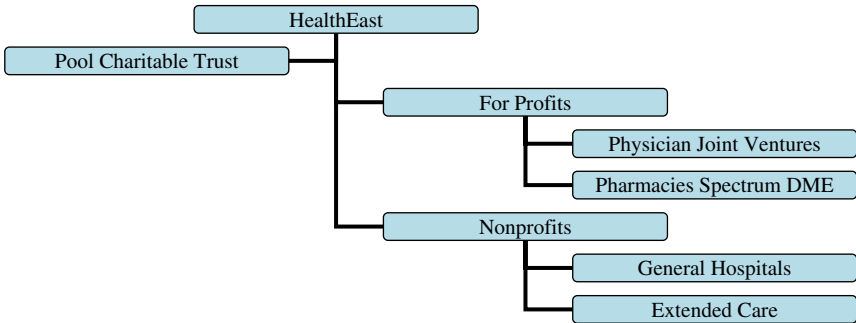 HealthEast
Pool Charitable Trust
For Profits
Physician Joint Ventures
Pharmacies Spectrum DME
Nonprofits
General Hospitals
Extended Care